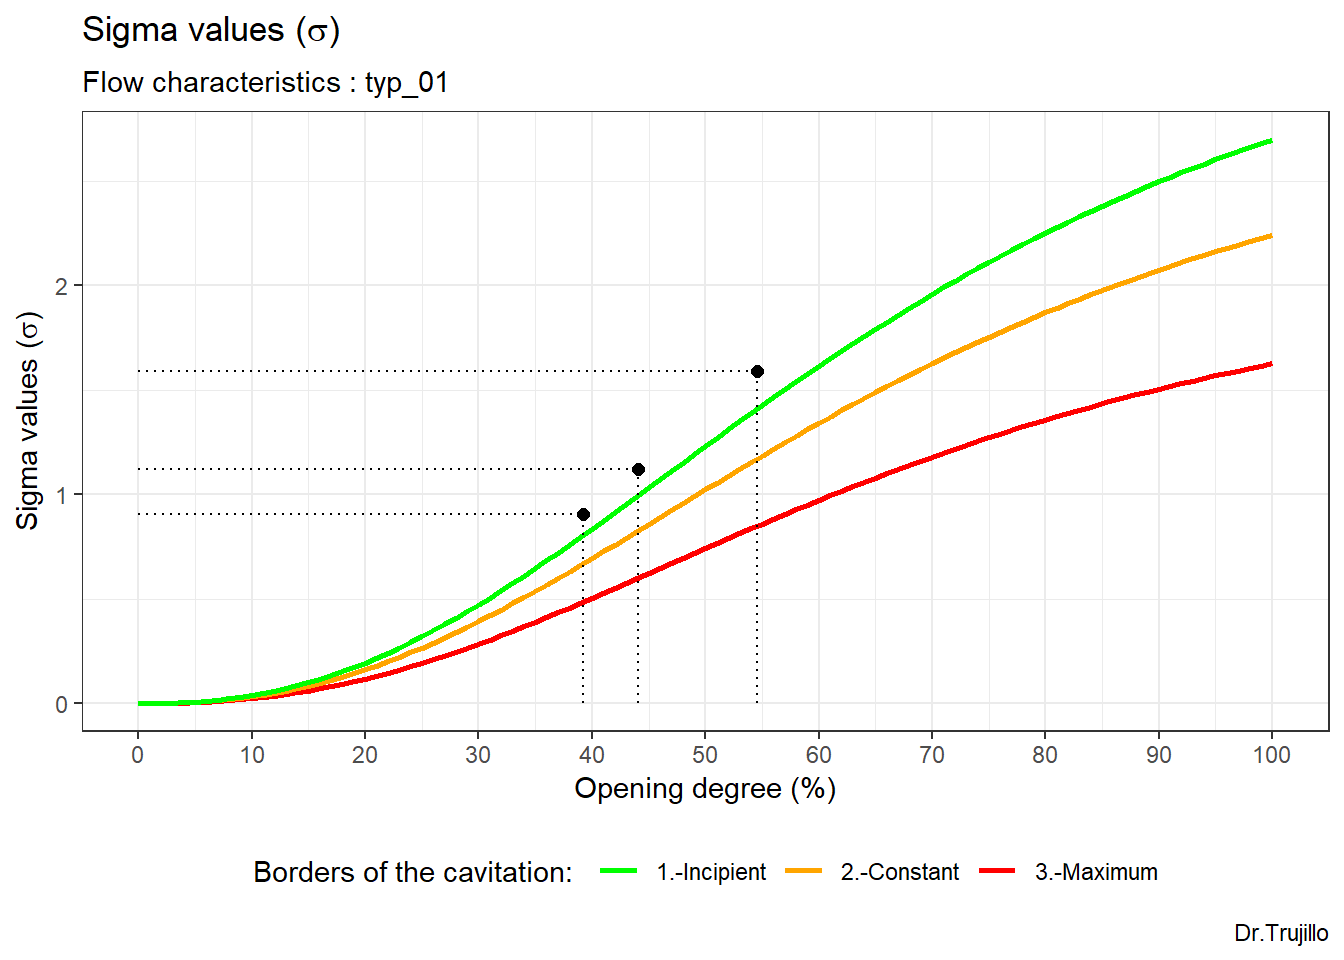 Sigma values (σ)
Flow characteristics : typ_01
Sigma values (σ)
2
1
0
0 10 20 30 40 50 60 70 80 90 100
Opening degree (%)
Borders of the cavitation: 1.-Incipient 2.-Constant 3.-Maximum
Dr.Trujillo